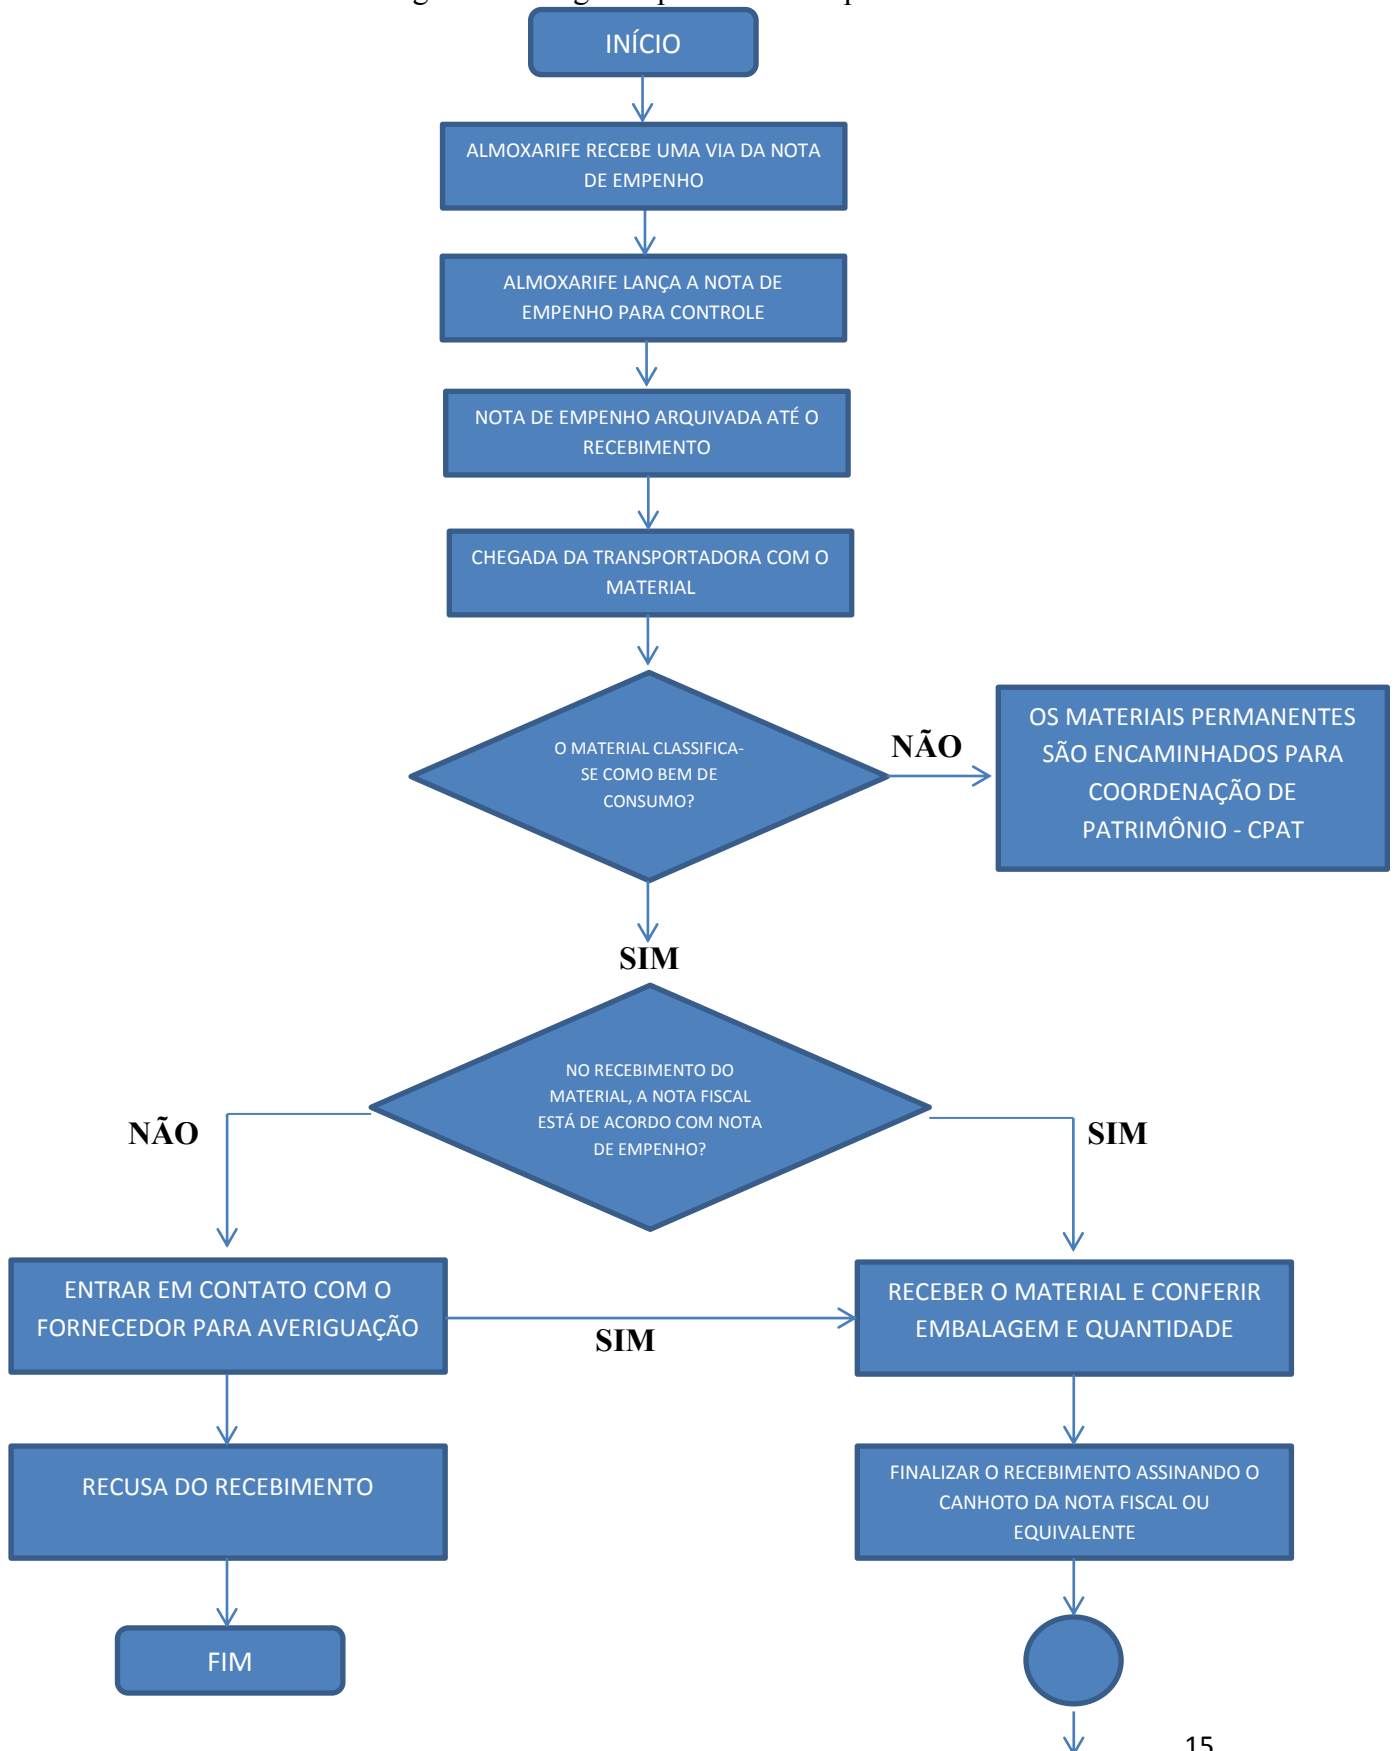 INÍCIO
ALMOXARIFE RECEBE UMA VIA DA NOTA
DE EMPENHO
ALMOXARIFE LANÇA A NOTA DE
EMPENHO PARA CONTROLE
NOTA DE EMPENHO ARQUIVADA ATÉ O
RECEBIMENTO
CHEGADA DA TRANSPORTADORA COM O
MATERIAL
O MATERIAL CLASSIFICA-
SE COMO BEM DE
CONSUMO?
NÃO
OS MATERIAIS PERMANENTES
SÃO ENCAMINHADOS PARA
COORDENAÇÃO DE
PATRIMÔNIO - CPAT
SIM
NO RECEBIMENTO DO
MATERIAL, A NOTA FISCAL
ESTÁ DE ACORDO COM NOTA
DE EMPENHO?
NÃO
SIM
ENTRAR EM CONTATO COM O
FORNECEDOR PARA AVERIGUAÇÃO
SIM
RECEBER O MATERIAL E CONFERIR
EMBALAGEM E QUANTIDADE
RECUSA DO RECEBIMENTO
FINALIZAR O RECEBIMENTO ASSINANDO O
CANHOTO DA NOTA FISCAL OU
EQUIVALENTE
FIM
15